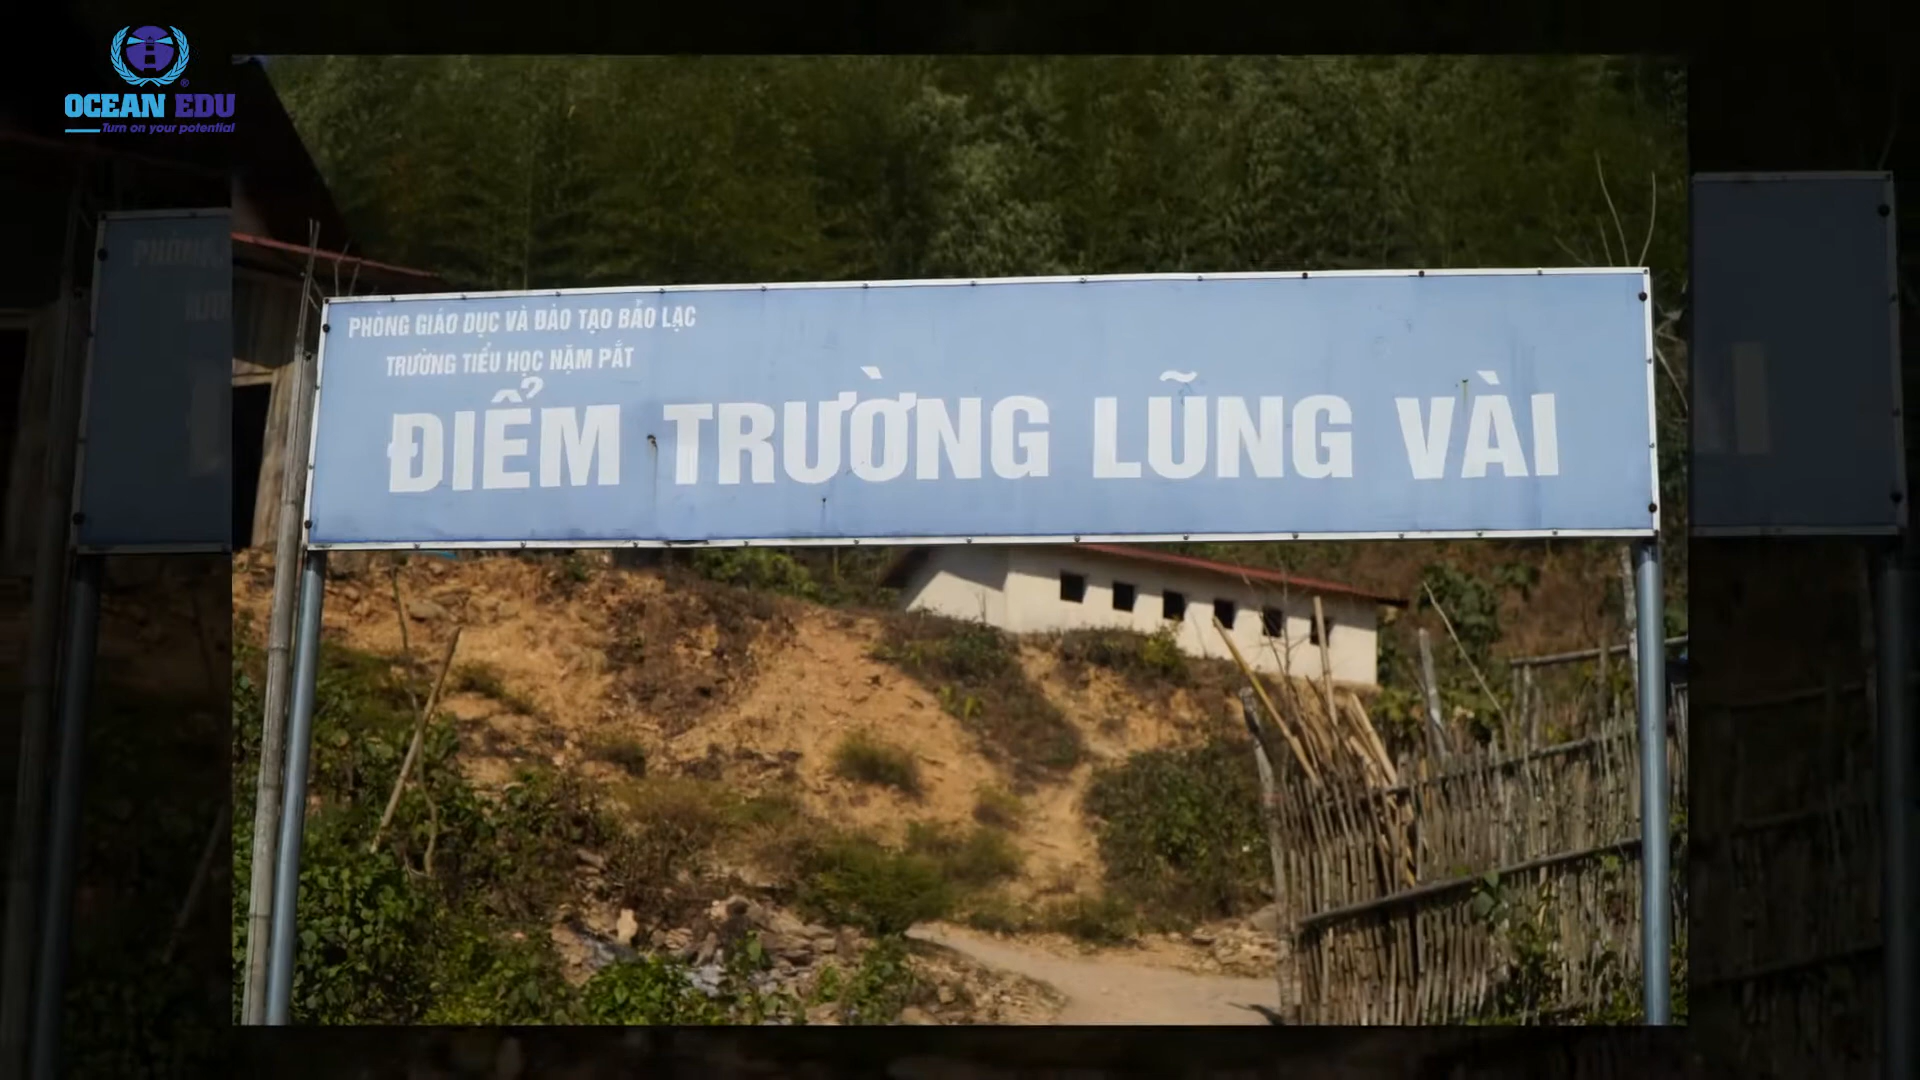 OCEAN EDU
Turn on your potential
PHÒNG GIÁO DỤC VÀ ĐÀO TẠO BẢO LẠC
TRƯỜNG TIỂU HỌC NẶM PẮT
ĐIỂM TRƯỜNG LŨNG VÀI